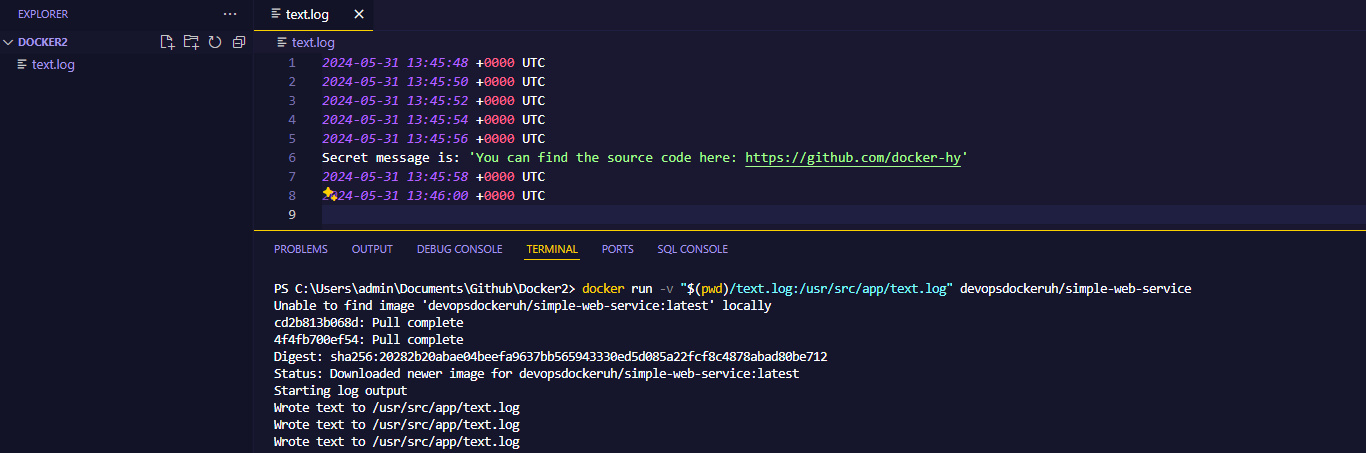 EXPLORER
DOCKER2
text.log
text.log
text.log
1 2024-05-31 13:45:48 +0000 UTC
2 2024-05-31 13:45:50 +0000 UTC
3 2024-05-31 13:45:52 +0000 UTC
4 2024-05-31 13:45:54 +0000 UTC
5 2024-05-31 13:45:56 +0000 UTC
6 Secret message is: 'You can find the source code here: https://github.com/docker-hy'
7 2024-05-31 13:45:58 +0000 UTC
8 2024-05-31 13:46:00 +0000 UTC
9
PROBLEMS OUTPUT DEBUG CONSOLE TERMINAL PORTS SQL CONSOLE
PS C:\Users\admin\Documents\Github\Docker2> docker run -v "$(pwd)/text.log:/usr/src/app/text.log" devopsdockeruh/simple-web-service
Unable to find image 'devopsdockeruh/simple-web-service:latest' locally
cd2b813b068d: Pull complete
4f4fb700ef54: Pull complete
Digest: sha256:20282b20abae04beefa9637bb565943330ed5d085a22fcf8c4878abad80be712
Status: Downloaded newer image for devopsdockeruh/simple-web-service:latest
Starting log output
Wrote text to /usr/src/app/text.log
Wrote text to /usr/src/app/text.log
Wrote text to /usr/src/app/text.log